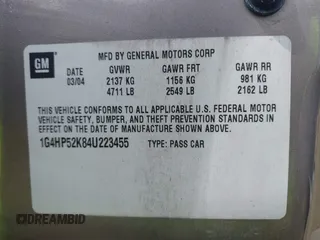 GM
MFD BY GENERAL MOTORS CORP
DATE GVWR GAWR FRT GAWR RR
03/04 2137 KG 1156 KG 981 KG
4711 LB 2549 LB 2162 LB
THIS VEHICLE CONFORMS TO ALL APPLICABLE U.S. FEDERAL MOTOR
VEHICLE SAFETY, BUMPER, AND THEFT PREVENTION STANDARDS IN
EFFECT ON THE DATE OF MANUFACTURE SHOWN ABOVE.
1G4HP52K84U223455 TYPE: PASS CAR
DREAMBID